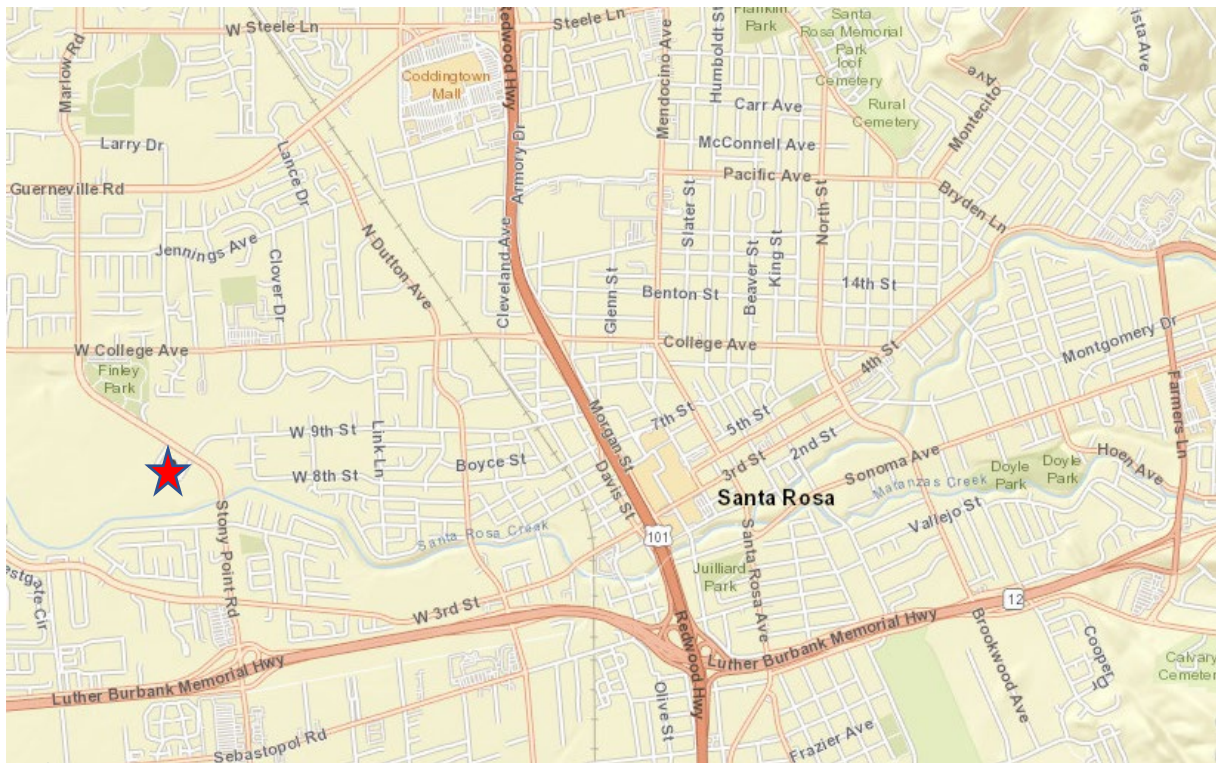 W Steele Ln
Steele Ln
Franklin
Park
Santa
Rosa Memorial
Park
Ioof
Cemetery
Rural
Cemetery
Marlow Rd
Coddingtown
Mall
Redwood Hwy
Mendocino Ave
Humboldt St
Montecito Ave
Carr Ave
McConnell Ave
Pacific Ave
Larry Dr
Lance Dr
Armory Dr
Guerneville Rd
Bryden Ln
Slater St
North St
Jennings Ave
N Dutton Ave
Cleveland Ave
Clover Dr
Glenn St
Beaver St
King St
Benton St
14th St
W College Ave
College Ave
4th St
Montgomery Dr
Finley
Park
Farmers Ln
Morgan St
7th St
5th St
W 9th St
Link Ln
Boyce St
W 8th St
Davis St
3rd St
2nd St
Sonoma Ave
Hoen Ave
Doyle
Park
Doyle
Park
Matanzas Creek
Santa Rosa
Stony Point Rd
Santa Rosa Creek
101
Vallejo St
Juilliard
Park
Santa Rosa Ave
estgate Cir
W 3rd St
12
Luther Burbank Memorial Hwy
Luther Burbank Memorial Hwy
Redwood Hwy
Brookwood Ave
Cooper Dr
Calvary
Cemeter
Olive St
Sebastopol Rd
Frazier Ave